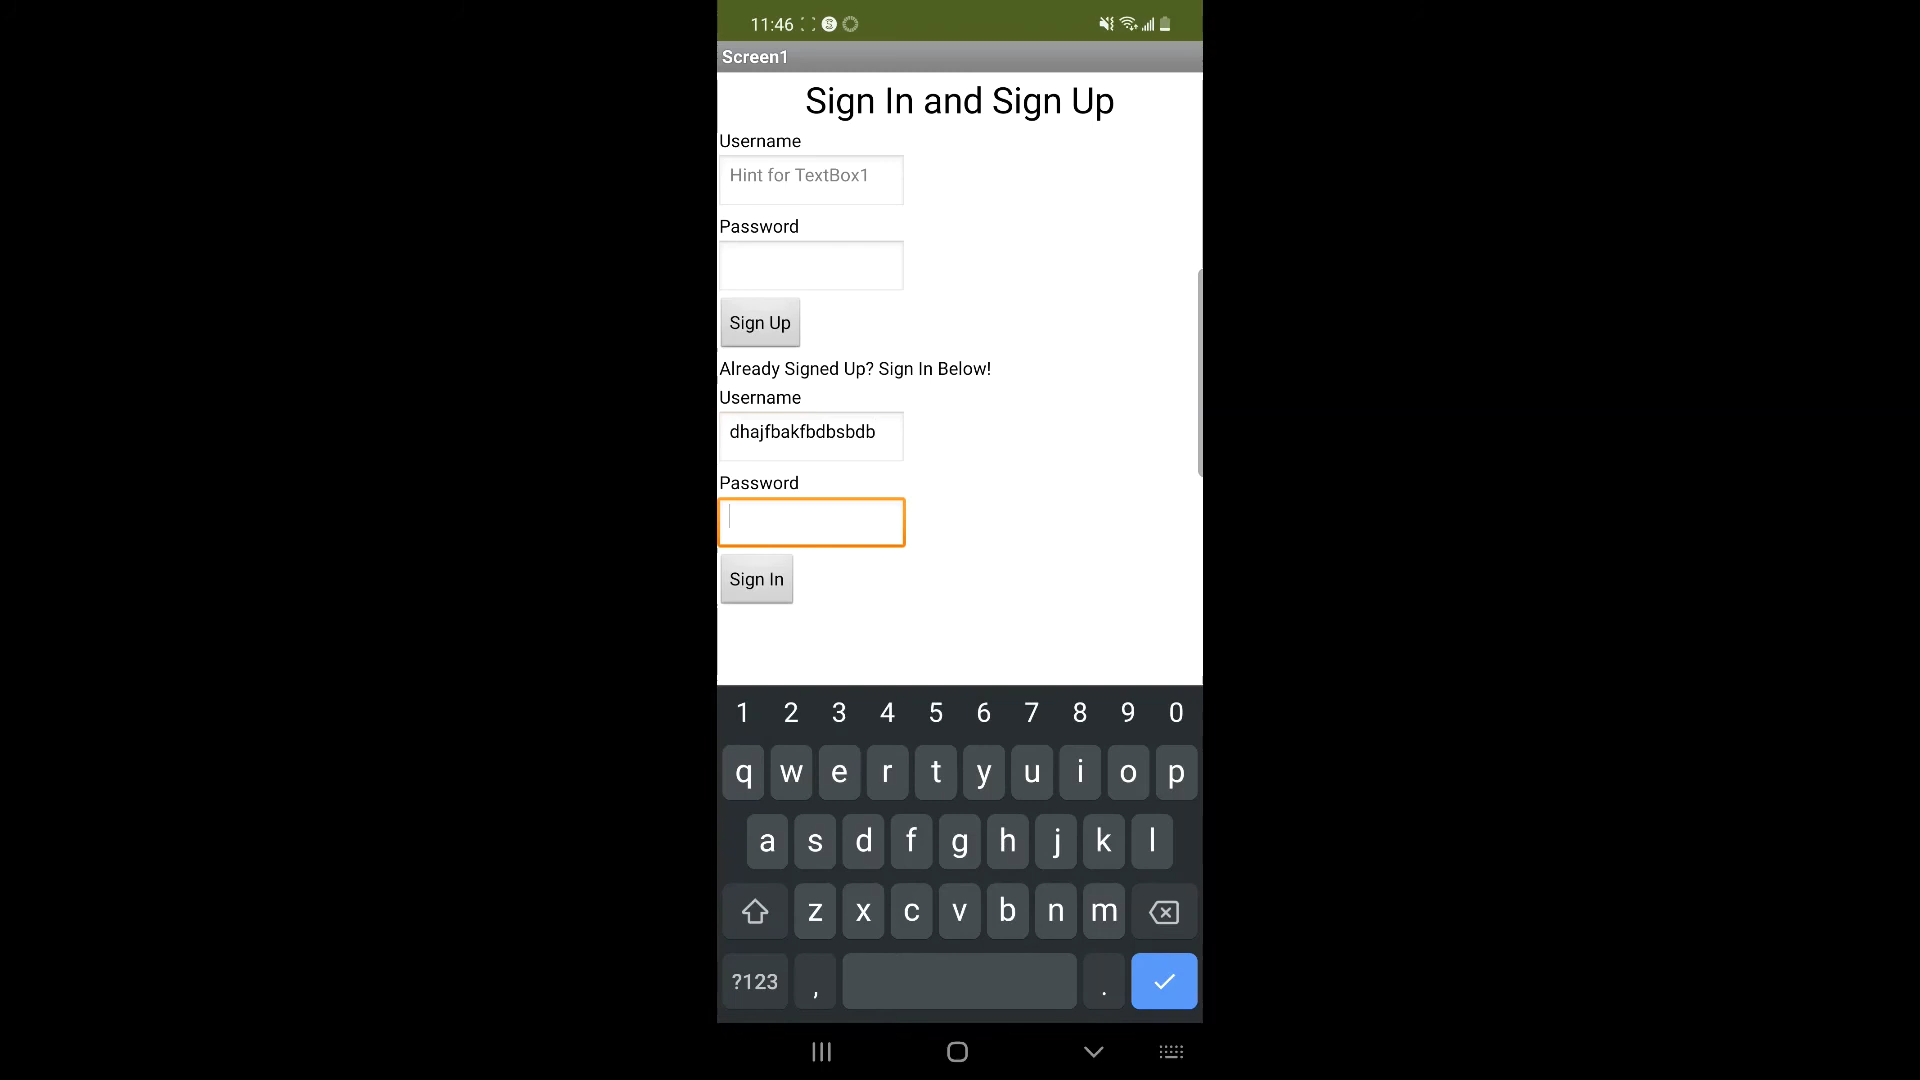 11:46
Screen1
Sign In and Sign Up
Username
Hint for TextBox1
Password
Sign Up
Already Signed Up? Sign In Below!
Username
dhajfbakfbdbsbdb
Password
Sign In
1 2 3 4 5 6 7 8 9 0
q w e r t y u i o p
a s d f g h j k l
z x c v b n m
?123 , .